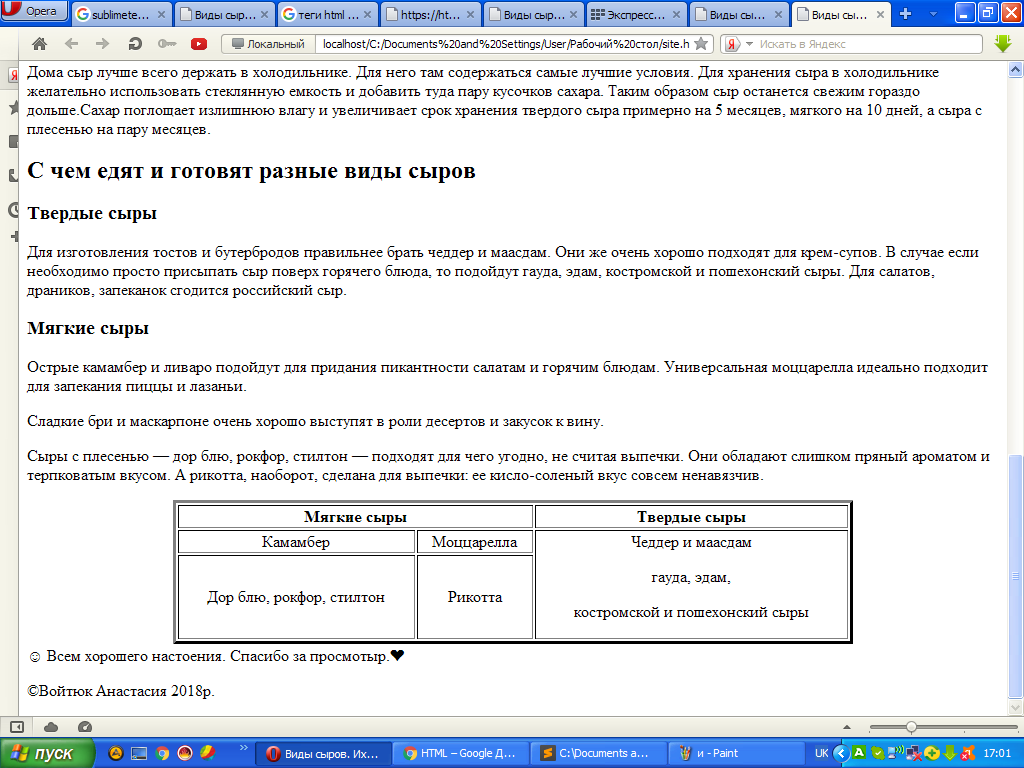 Opera
sublimete...
Виды сыр...
теги html ...
https://ht...
Виды сыр...
Экспресс...
Виды сы...
Виды сы...
Локальный
localhost/C:/Documents%20and%20Settings/User/Рабочий%20стол/site.h
Искать в Яндекс
Дома сыр лучше всего держать в холодильнике. Для него там содержаться самые лучшие условия. Для хранения сыра в холодильнике
желательно использовать стеклянную емкость и добавить туда пару кусочков сахара. Таким образом сыр останется свежим гораздо
дольше.Сахар поглощает излишнюю влагу и увеличивает срок хранения твердого сыра примерно на 5 месяцев, мягкого на 10 дней, а сыра с
плесенью на пару месяцев.
С чем едят и готовят разные виды сыров
Твердые сыры
Для изготовления тостов и бутербродов правильнее брать чеддер и маасдам. Они же очень хорошо подходят для крем-супов. В случае если
необходимо просто присыпать сыр поверх горячего блюда, то подойдут гауда, эдам, костромской и пошехонский сыры. Для салатов,
драников, запеканок сгодится российский сыр.
Мягкие сыры
Острые камамбер и ливаро подойдут для придания пикантности салатам и горячим блюдам. Универсальная моццарелла идеально подходит
для запекания пиццы и лазаньи.
Сладкие бри и маскарпоне очень хорошо выступят в роли десертов и закусок к вину.
Сыры с плесенью — дор блю, рокфор, стилтон — подходят для чего угодно, не считая выпечки. Они обладают слишком пряный ароматом и
терпковатым вкусом. А рикотта, наоборот, сделана для выпечки: ее кисло-соленый вкус совсем ненавязчив.
Мягкие сыры
Твердые сыры
Камамбер
Моццарелла
Чеддер и маасдам
гауда, эдам,
костромской и пошехонский сыры
Дор блю, рокфор, стилтон
Рикотта
☺ Всем хорошего настоения. Спасибо за просмотыр.❤
©Войтюк Анастасия 2018р.
пуск
Виды сыров. Их...
HTML – Google Д...
C:\Documents a...
и - Paint
UK
17:01